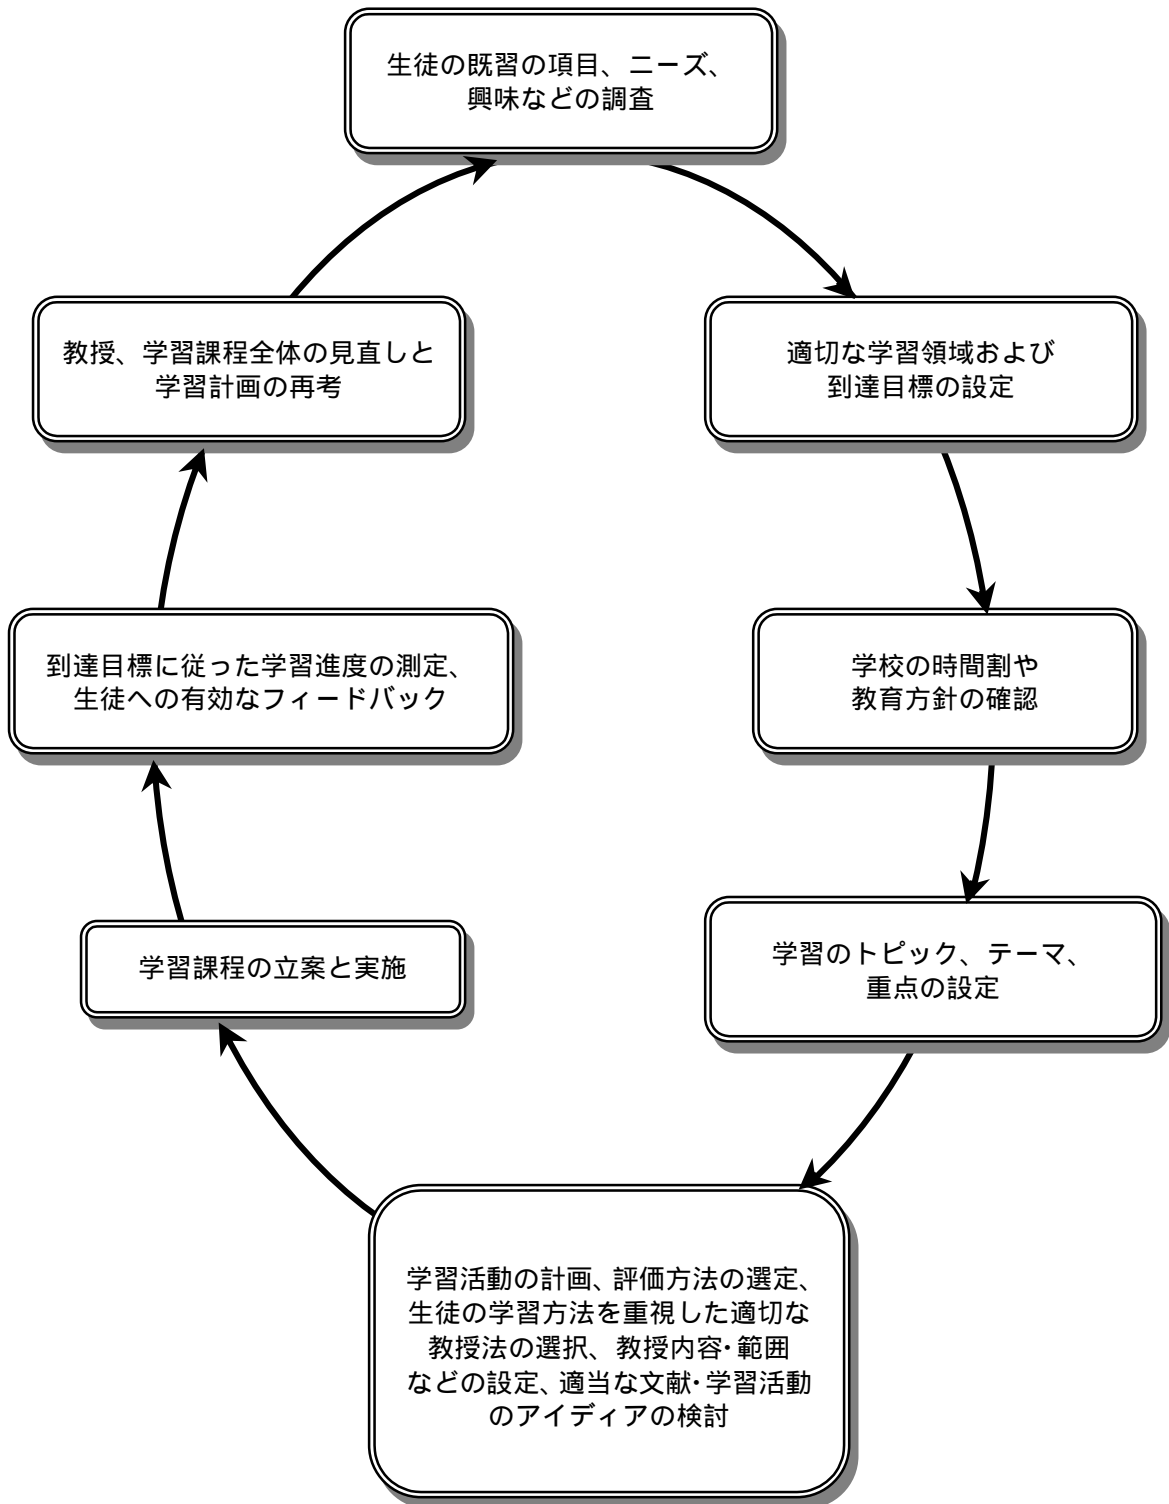 生徒の既習の項目、ニーズ、
興味などの調査
適切な学習領域および
到達目標の設定
学校の時間割や
教育方針の確認
学習のトピック、テーマ、
重点の設定
学習活動の計画、評価方法の選定、
生徒の学習方法を重視した適切な
教授法の選択、教授内容・範囲
などの設定、適当な文献・学習活動
のアイディアの検討
学習課程の立案と実施
到達目標に従った学習進度の測定、
生徒への有効なフィードバック
教授、学習課程全体の見直しと
学習計画の再考